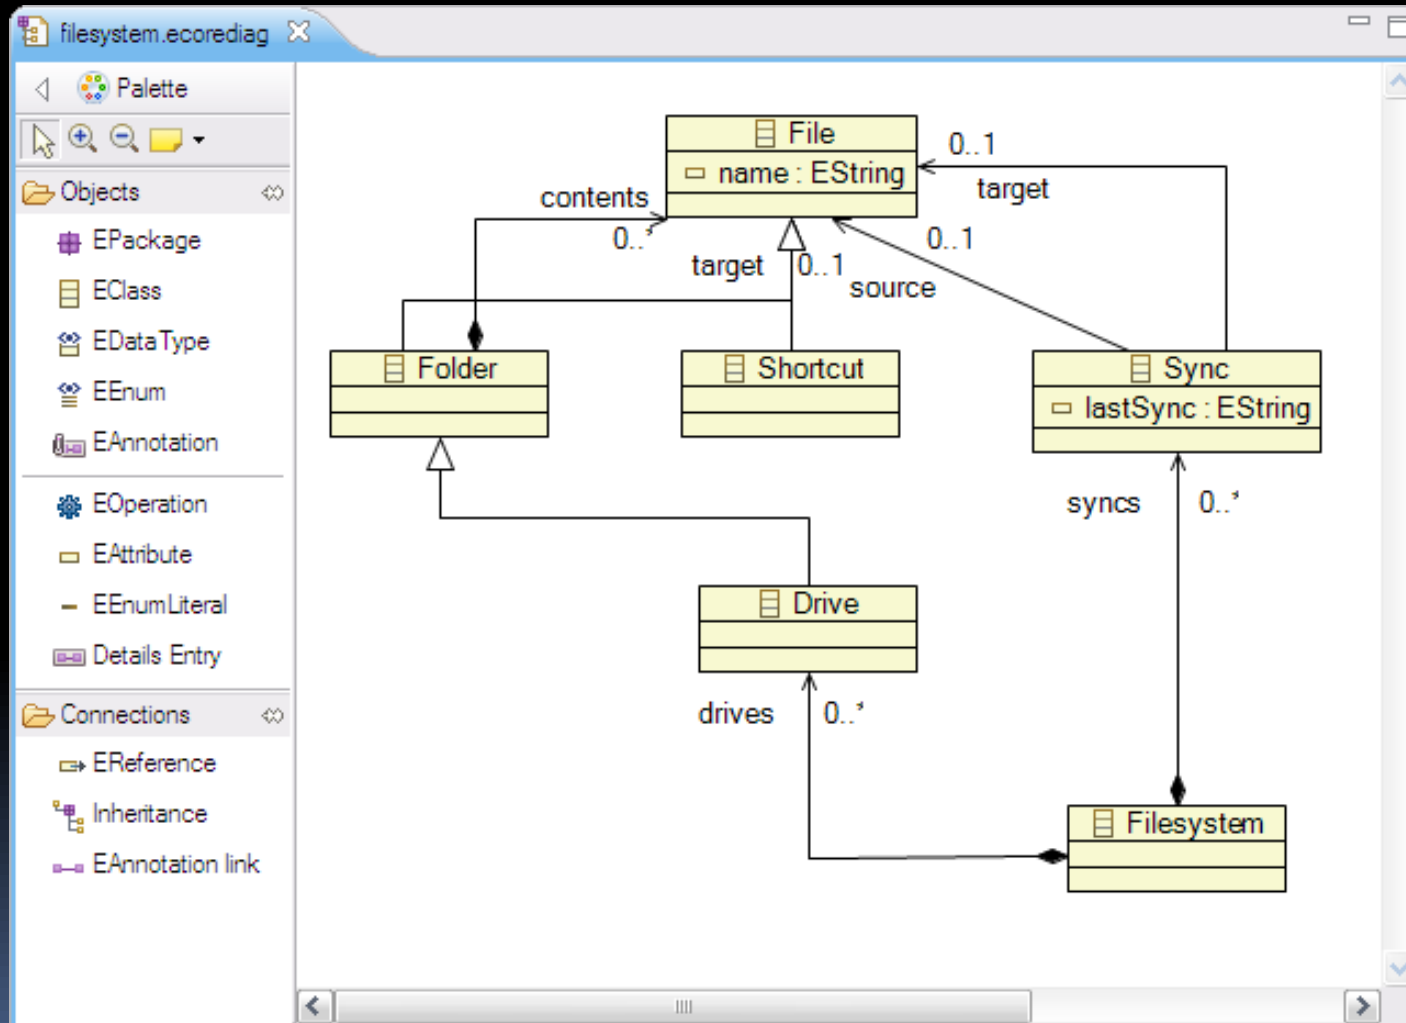 filesystem.ecorediag
Palette
Objects
EPackage
EClass
EDataType
EEnum
EAnnotation
EOperation
EAttribute
EEnumLiteral
Details Entry
Connections
EReference
Inheritance
EAnnotation link
File
name : EString
0..1
target
contents
0..*
target
0..1
0..1
source
Folder
Shortcut
Sync
lastSync : EString
syncs
0..*
Drive
drives
0..*
Filesystem